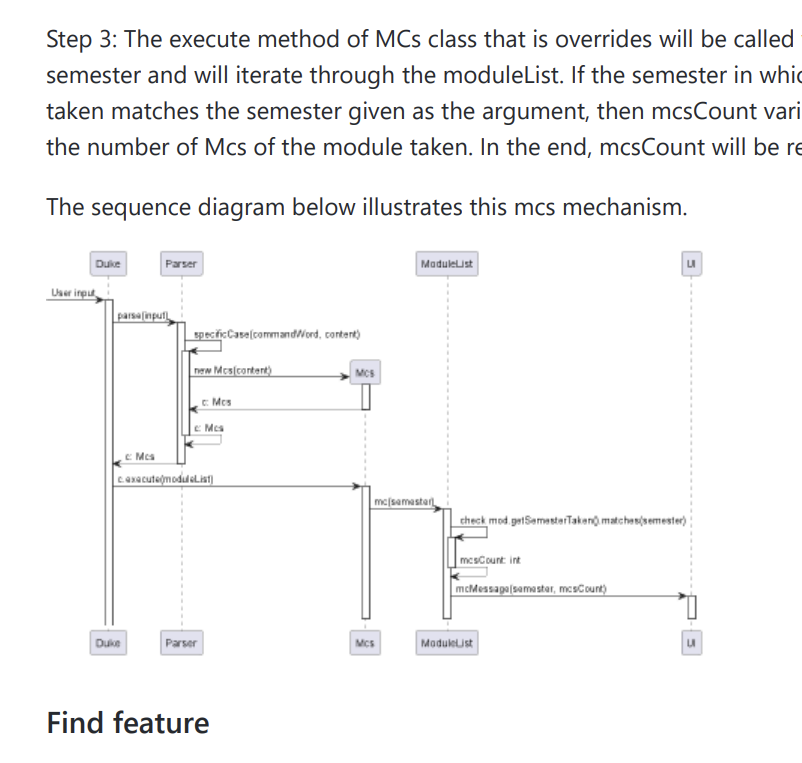 Step 3: The execute method of MCs class that is overrides will be called
semester and will iterate through the moduleList. If the semester in
taken matches the semester given as the argument, then mcsCount
the number of Mcs of the module taken. In the end, mcsCount will be
The sequence diagram below illustrates this mcs mechanism.
Duke Parser ModuleList UI
User input
parse(input)
specificCase(commandWord, content)
new Mcs(content) Mcs
c: Mcs
c: Mcs
c: Mcs
c.execute(moduleList)
mc(semester)
check mod.getSemesterTaken().matches(semester)
mcsCount: int
mcMessage(semester, mcsCount)
Duke Parser Mcs ModuleList UI
Find feature